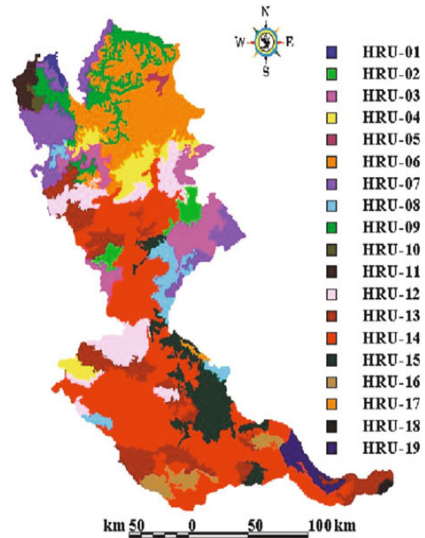 N
W E
S
HRU-01
HRU-02
HRU-03
HRU-04
HRU-05
HRU-06
HRU-07
HRU-08
HRU-09
HRU-10
HRU-11
HRU-12
HRU-13
HRU-14
HRU-15
HRU-16
HRU-17
HRU-18
HRU-19
km 50 0 50 100 km